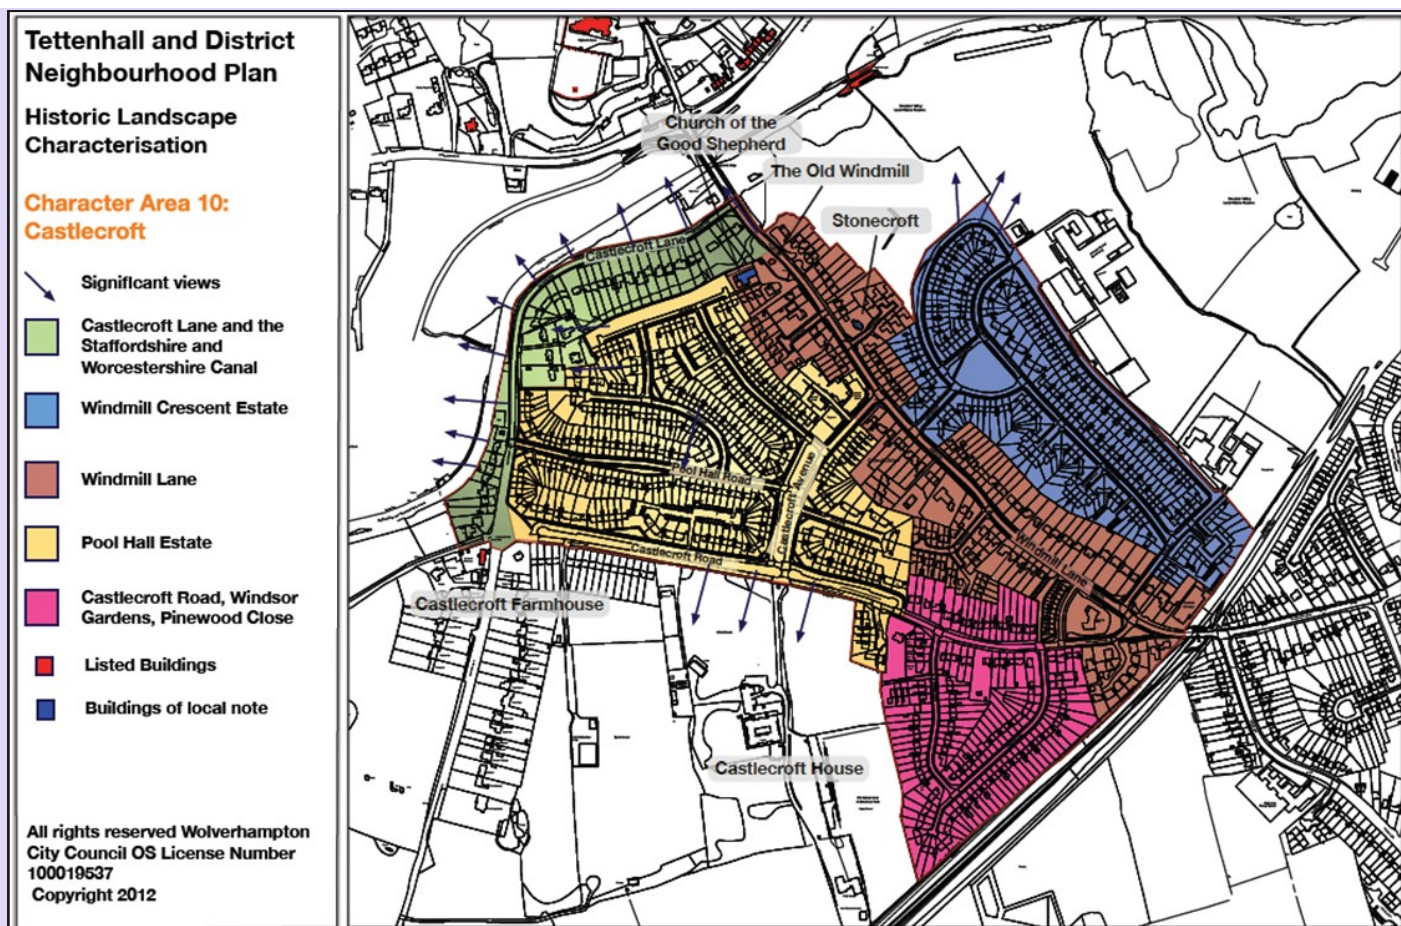 Tettenhall and District
Neighbourhood Plan
Historic Landscape
Characterisation
Character Area 10:
Castlecroft
Significant views
Castlecroft Lane and the
Staffordshire and
Worcestershire Canal
Windmill Crescent Estate
Windmill Lane
Pool Hall Estate
Castlecroft Road, Windsor
Gardens, Pinewood Close
Listed Buildings
Buildings of local note
All rights reserved Wolverhampton
City Council OS License Number
100019537
Copyright 2012
Church of the
Good Shepherd
The Old Windmill
Stonecroft
Castlecroft Lane
Pool Hall Road
Castlecroft Avenue
Castlecroft Road
Windmill Lane
Castlecroft Farmhouse
Castlecroft House